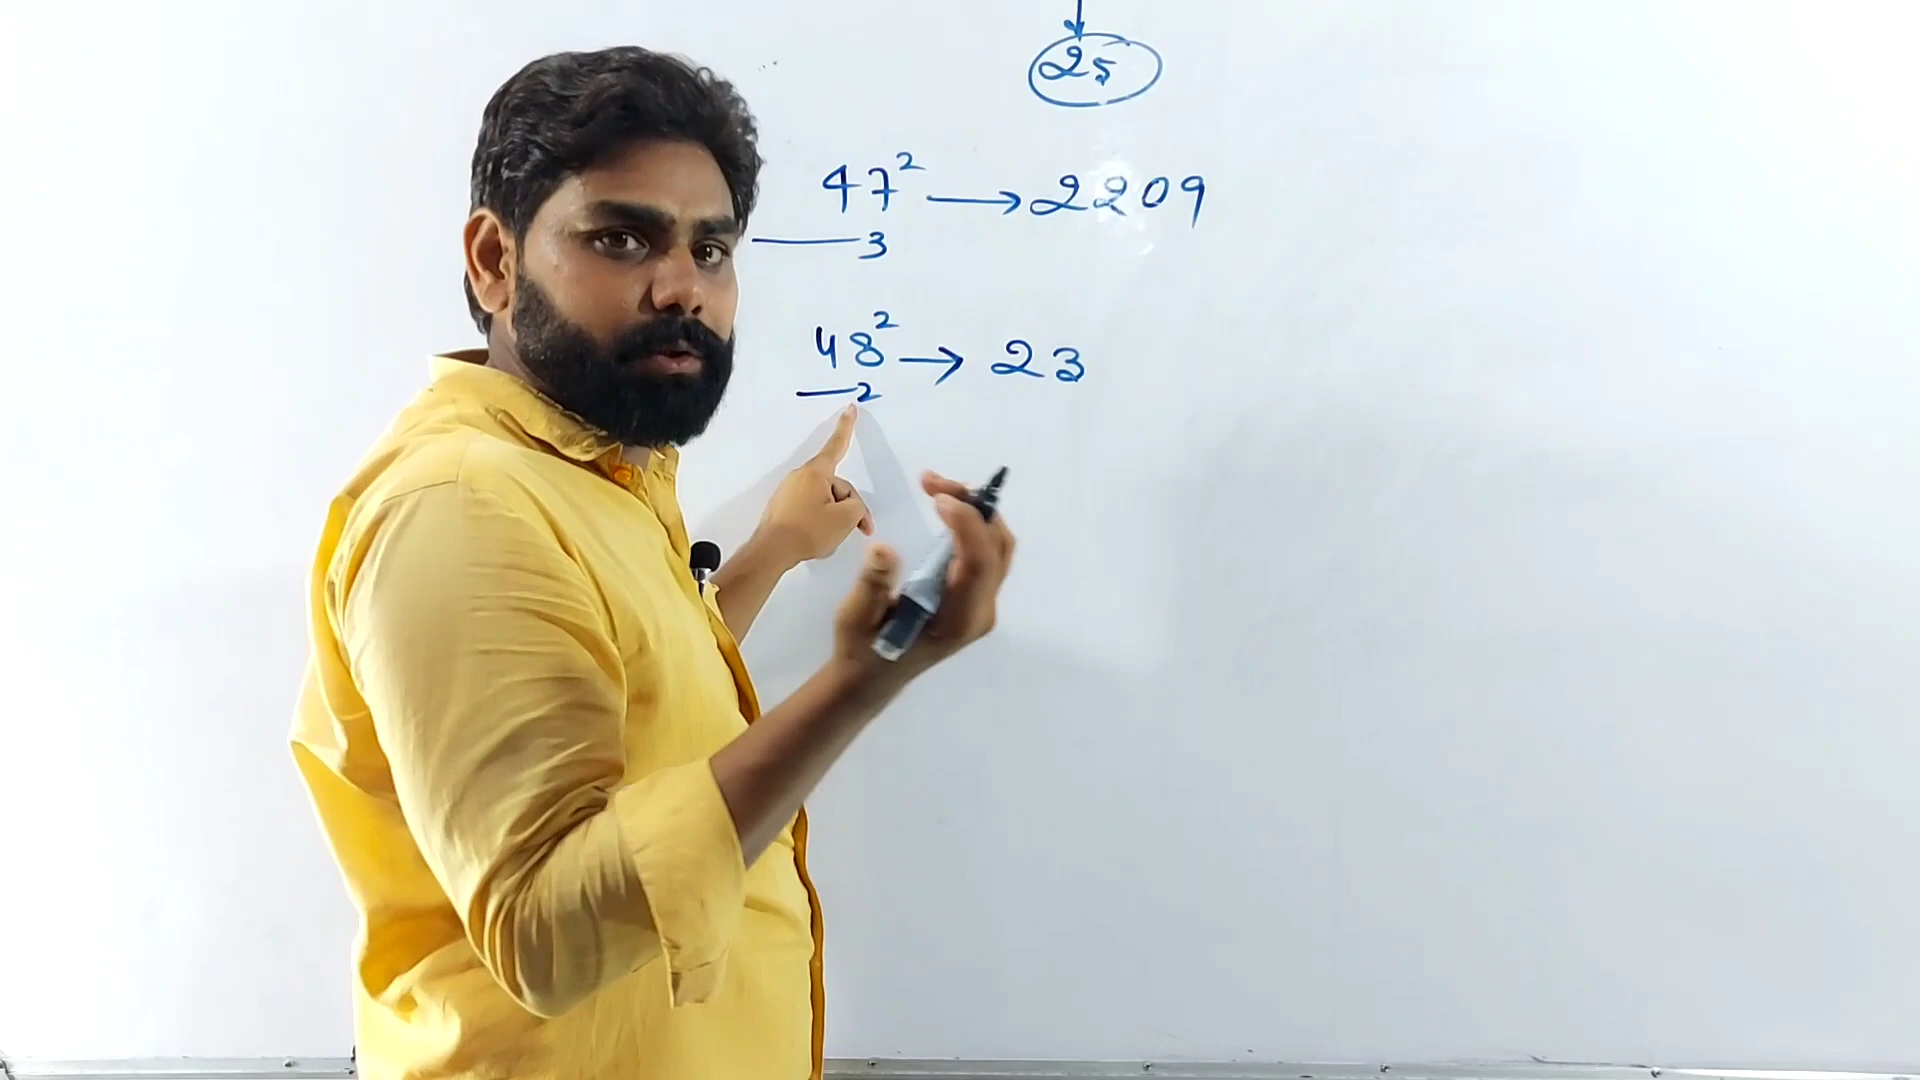 25
47² → 2209
— 3
48² → 23
— 2